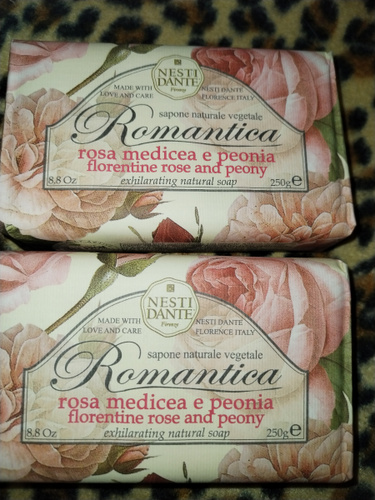 NESTI
DANTE
Firenze
MADE WITH
LOVE AND CARE
NESTI DANTE
FLORENCE ITALY
sapone naturale vegetale
Romantica
rosa medicea e peonia
florentine rose and peony
8.8 Oz
exhilarating natural soap
250g e
NESTI
DANTE
Firenze
MADE WITH
LOVE AND CARE
NESTI DANTE
FLORENCE ITALY
sapone naturale vegetale
Romantica
rosa medicea e peonia
florentine rose and peony
8.8 Oz
exhilarating natural soap
250g e